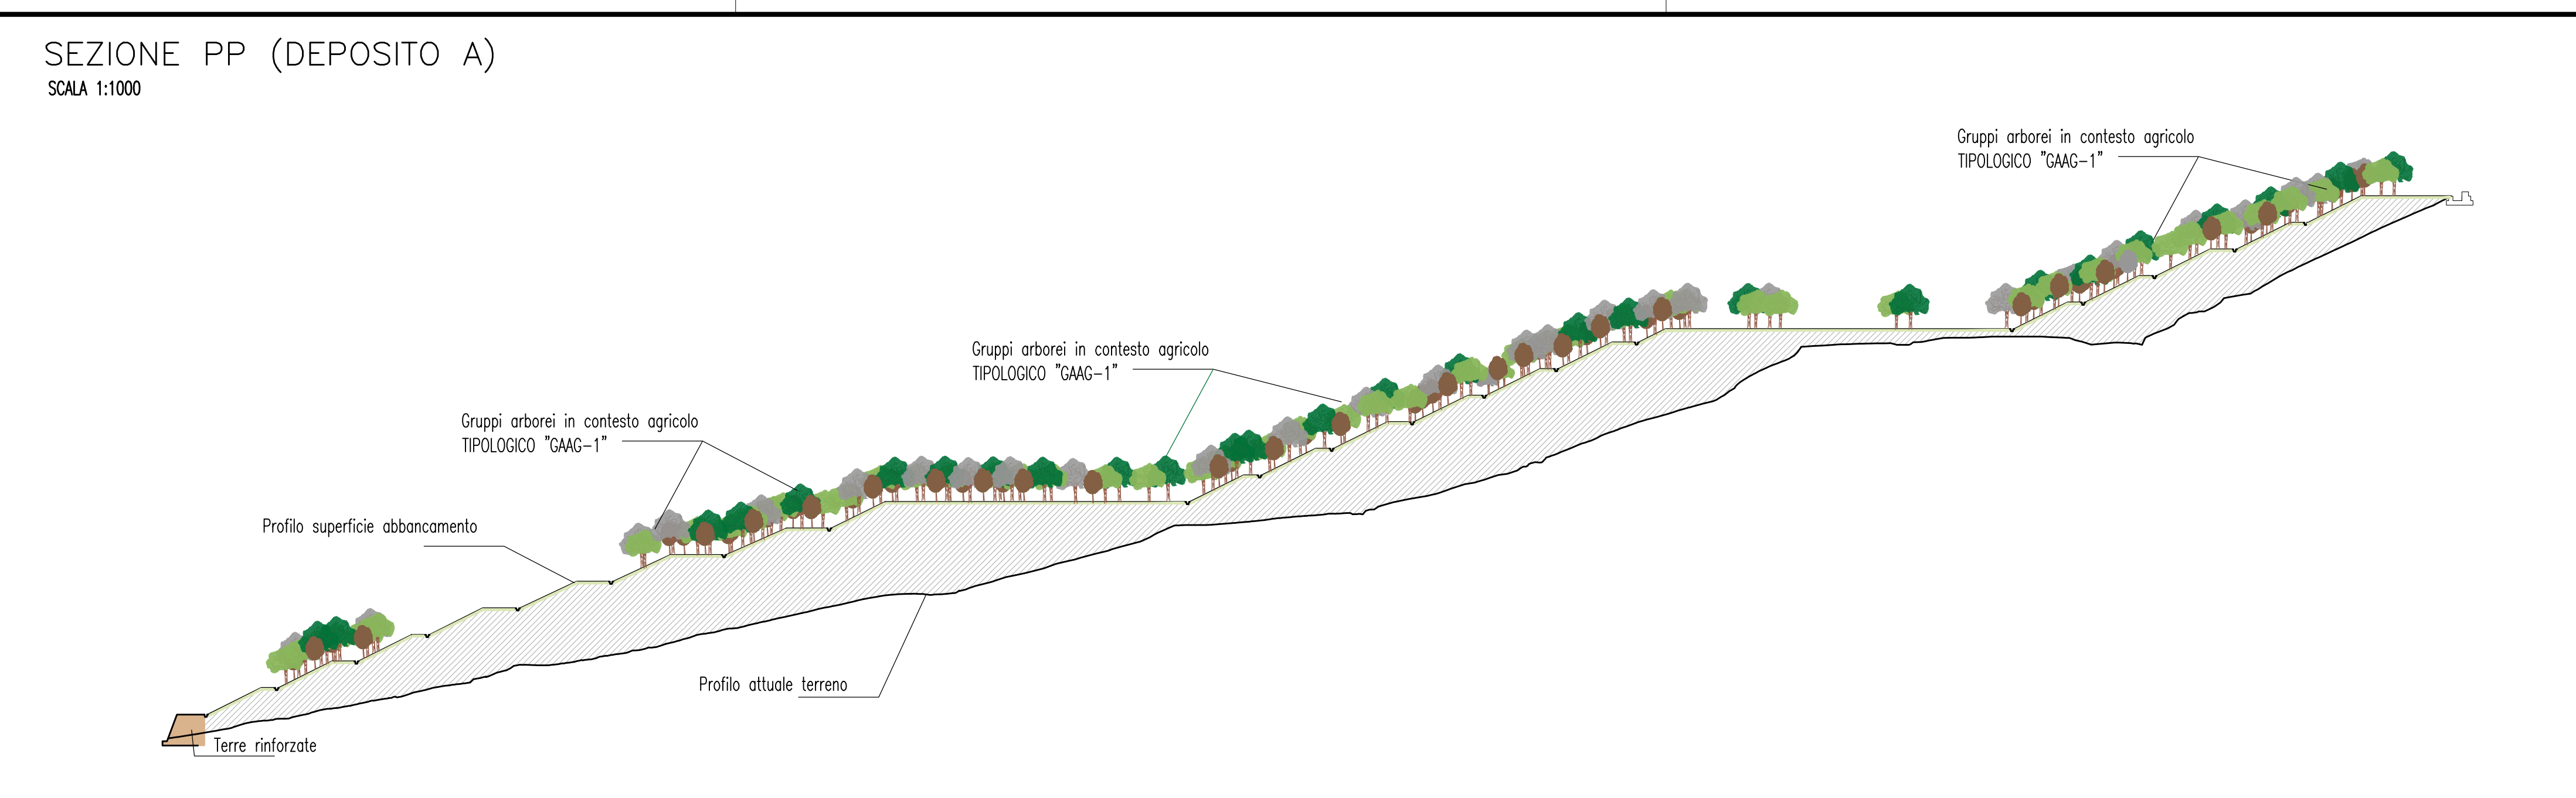 SEZIONE PP (DEPOSITO A)
SCALA 1:1000
Gruppi arborei in contesto agricolo
TIPOLOGICO "GAAG-1"
Gruppi arborei in contesto agricolo
TIPOLOGICO "GAAG-1"
Gruppi arborei in contesto agricolo
TIPOLOGICO "GAAG-1"
Profilo superficie abbancamento
Profilo attuale terreno
Terre rinforzate